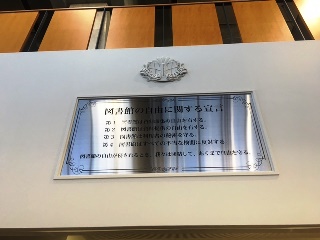 図書館の自由に関する宣言
第1 図書館は資料収集の自由を有する。
第2 図書館は資料提供の自由を有する。
第3 図書館は利用者の秘密を守る。
第4 図書館はすべての不当な検閲に反対する。
図書館の自由が侵されるとき、我々は団結して、あくまで自由を守る。